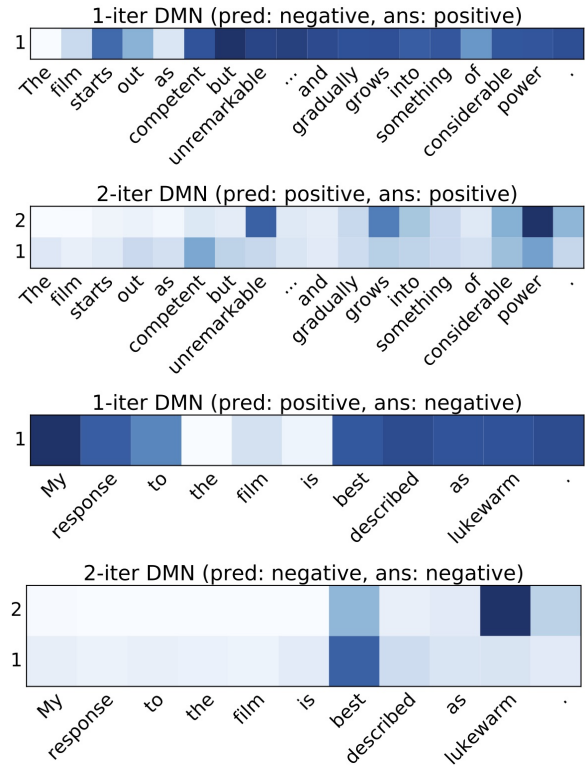 1-iter DMN (pred: negative, ans: positive)
1
The film starts out as competent but unremarkable ... and gradually grows into something of considerable power .
2-iter DMN (pred: positive, ans: positive)
2
1
The film starts out as competent but unremarkable ... and gradually grows into something of considerable power .
1-iter DMN (pred: positive, ans: negative)
1
My response to the film is best described as lukewarm .
2-iter DMN (pred: negative, ans: negative)
2
1
My response to the film is best described as lukewarm .